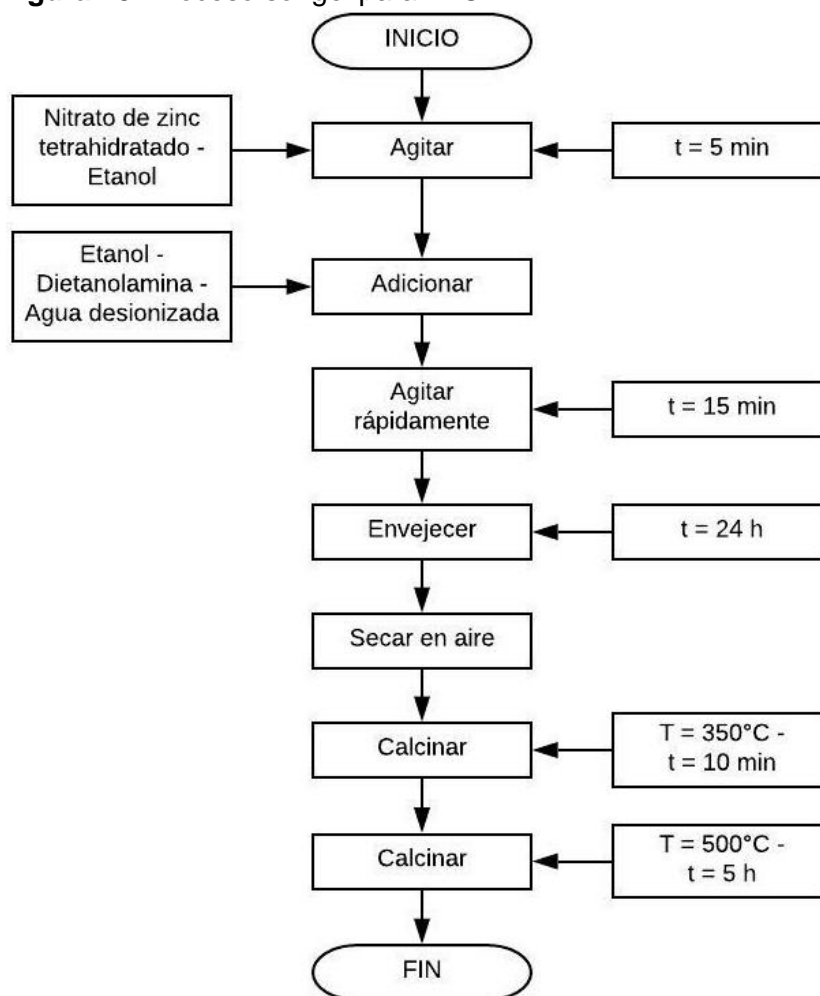 INICIO
Nitrato de zinc
tetrahidratado -
Etanol
Agitar
t = 5 min
Etanol -
Dietanolamina -
Agua desionizada
Adicionar
Agitar
rápidamente
t = 15 min
Envejecer
t = 24 h
Secar en aire
Calcinar
T = 350°C -
t = 10 min
Calcinar
T = 500°C -
t = 5 h
FIN